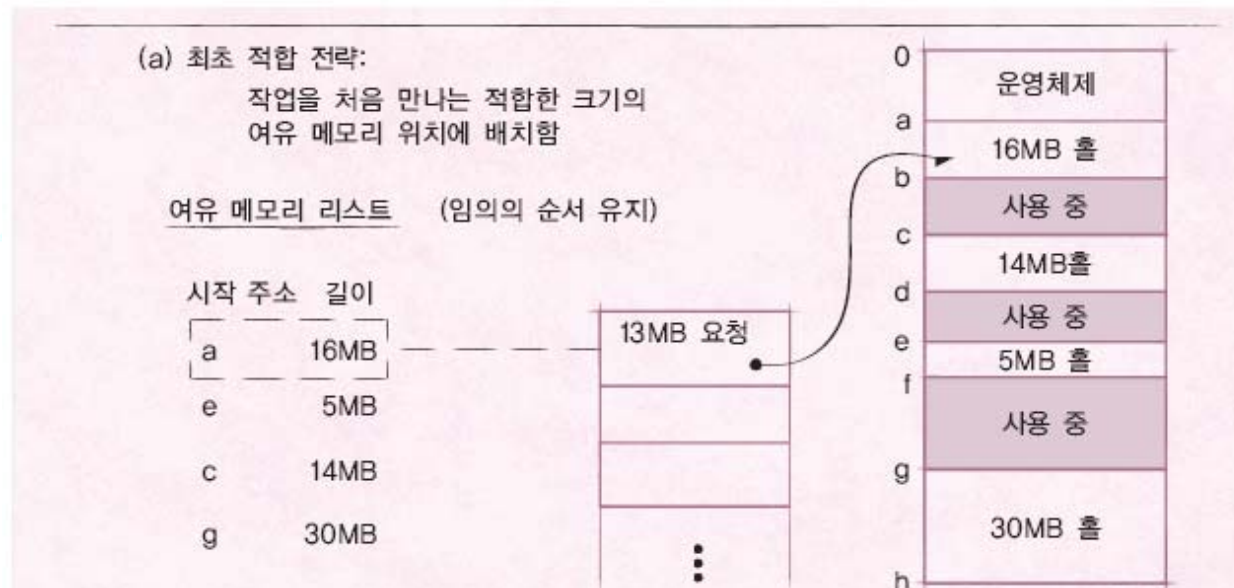 (a) 최초 적합 전략:
작업을 처음 만나는 적합한 크기의
여유 메모리 위치에 배치함
여유 메모리 리스트 (임의의 순서 유지)
시작 주소 길이
a 16MB
e 5MB
c 14MB
g 30MB
13MB 요청
0
운영체제
a
16MB 홀
b
사용 중
c
14MB홀
d
사용 중
e
5MB 홀
f
사용 중
g
30MB 홀
h